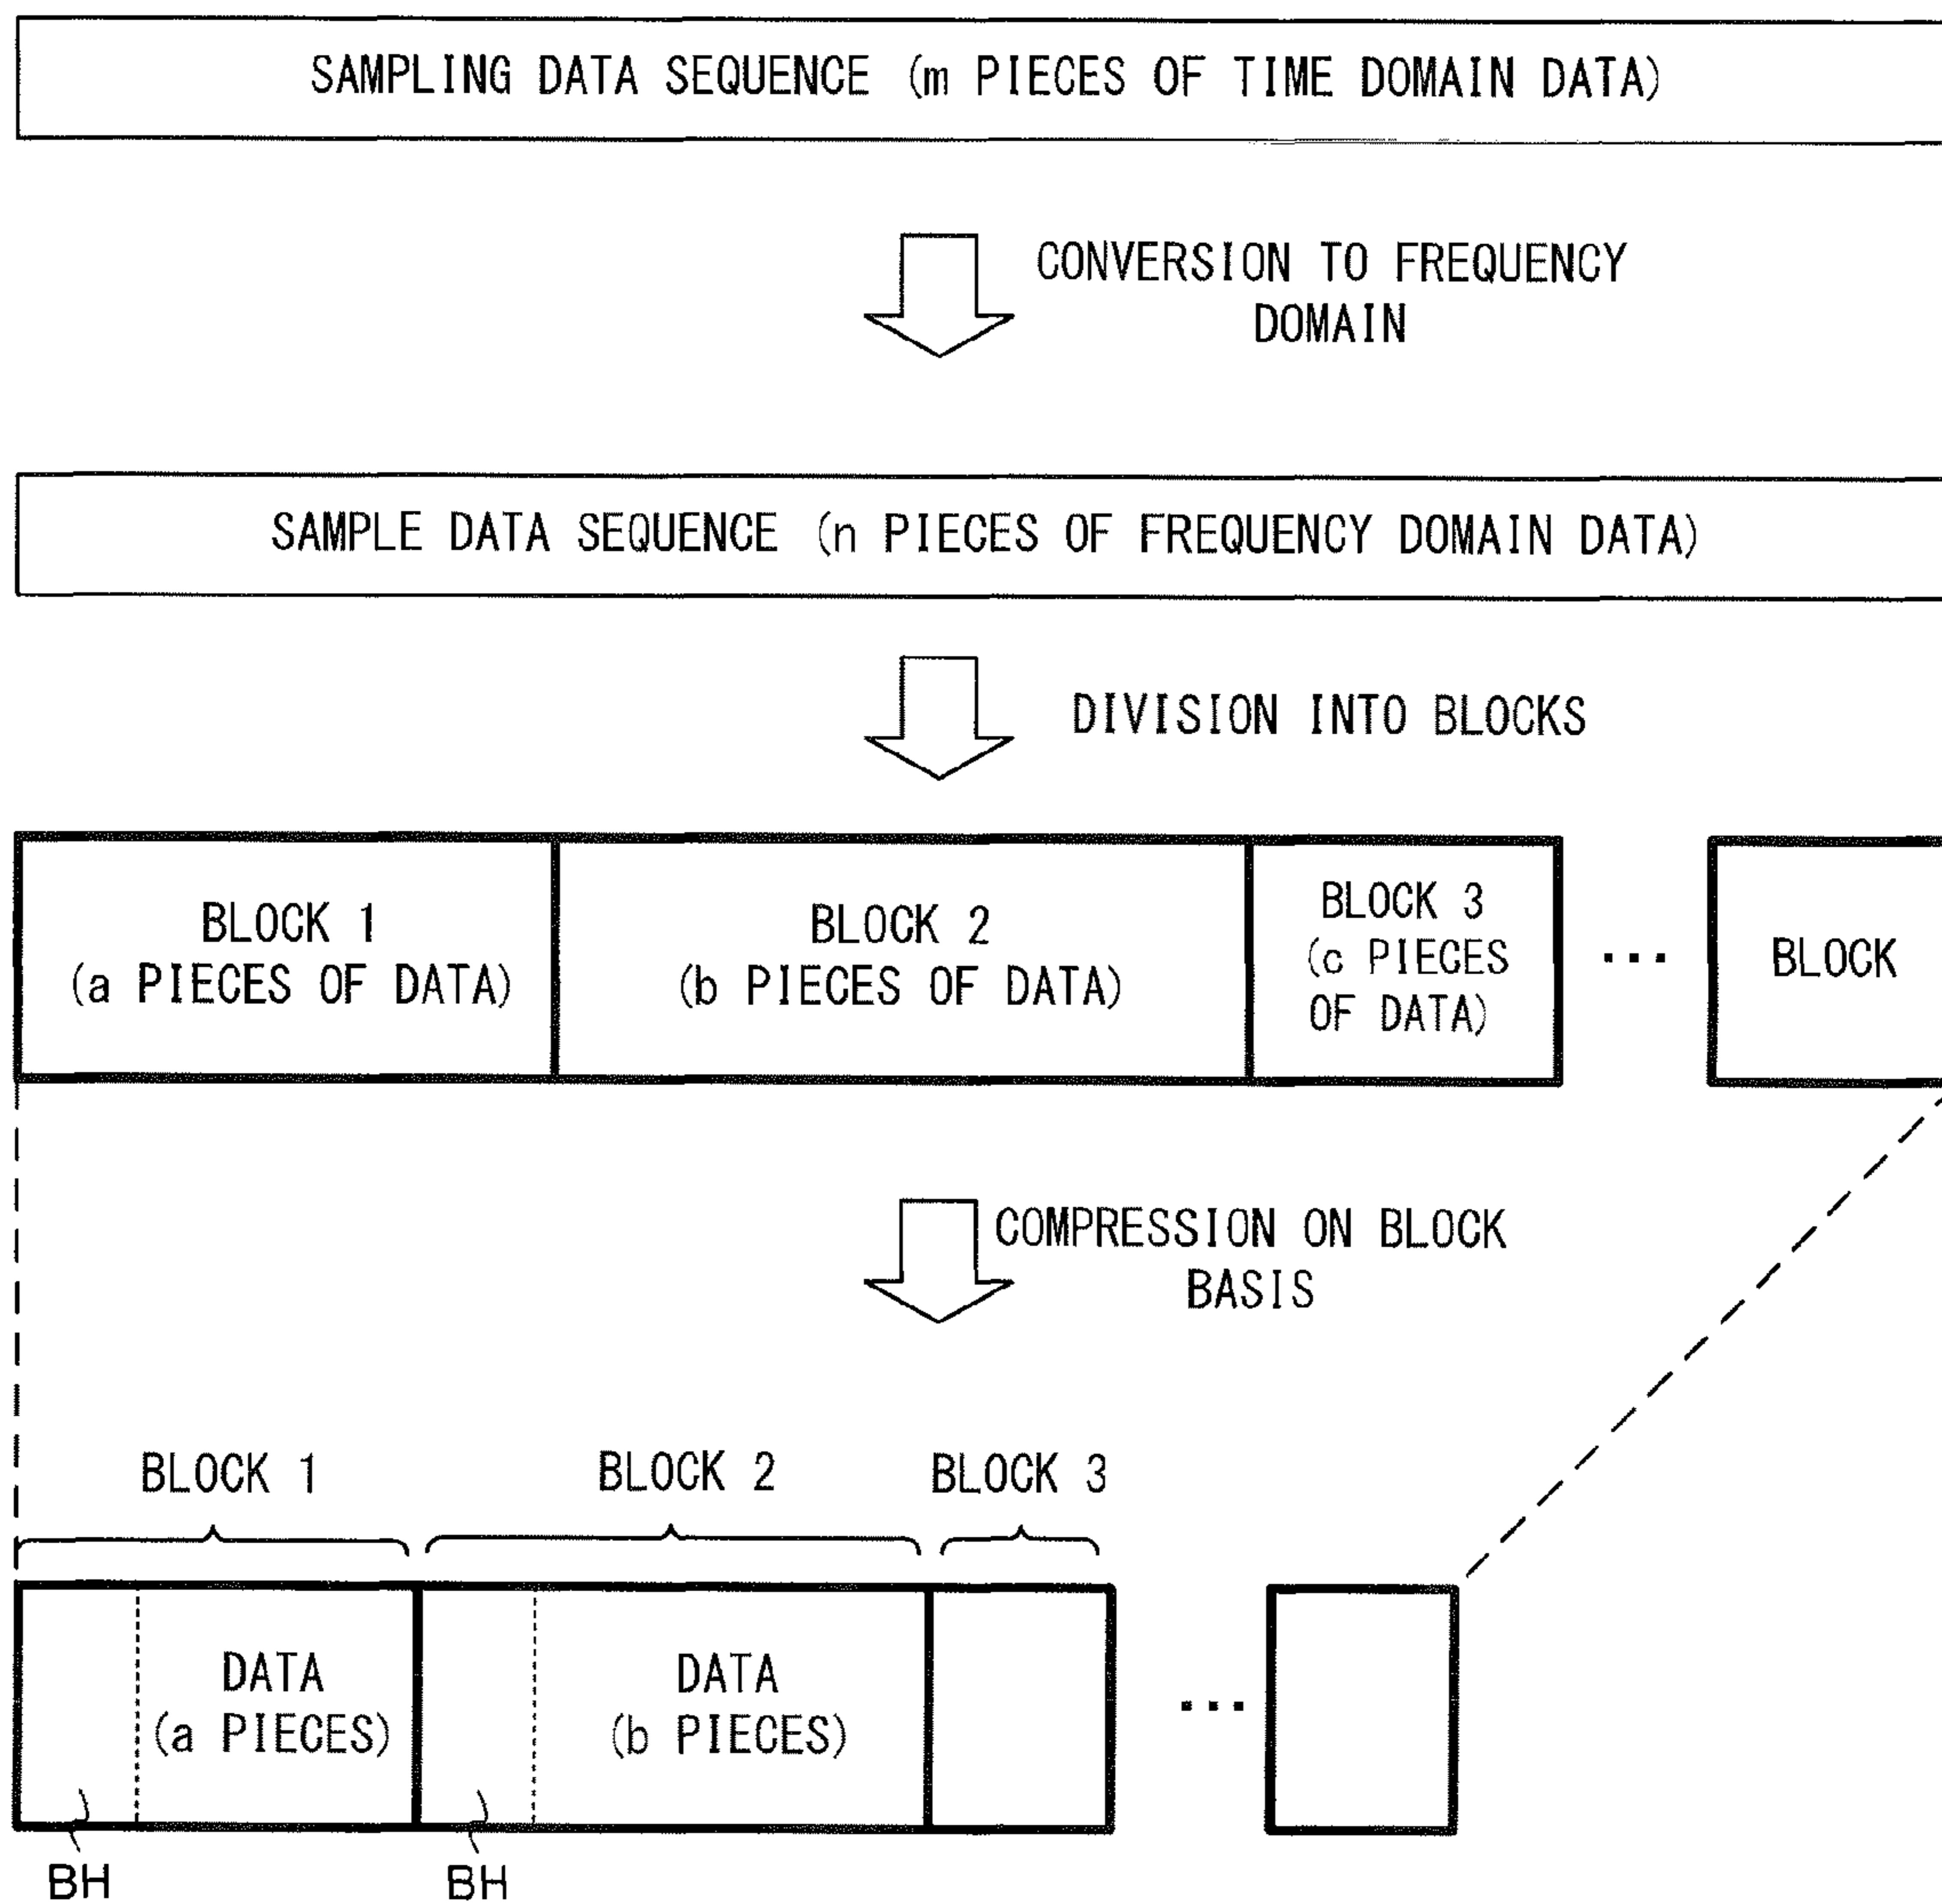 SAMPLING DATA SEQUENCE (m PIECES OF TIME DOMAIN DATA)
CONVERSION TO FREQUENCY
DOMAIN
SAMPLE DATA SEQUENCE (n PIECES OF FREQUENCY DOMAIN DATA)
DIVISION INTO BLOCKS
BLOCK 1
(a PIECES OF DATA)
BLOCK 2
(b PIECES OF DATA)
BLOCK 3
(c PIECES
OF DATA)
...
BLOCK
COMPRESSION ON BLOCK
BASIS
BLOCK 1
BLOCK 2
BLOCK 3
DATA
(a PIECES)
DATA
(b PIECES)
...
BH
BH